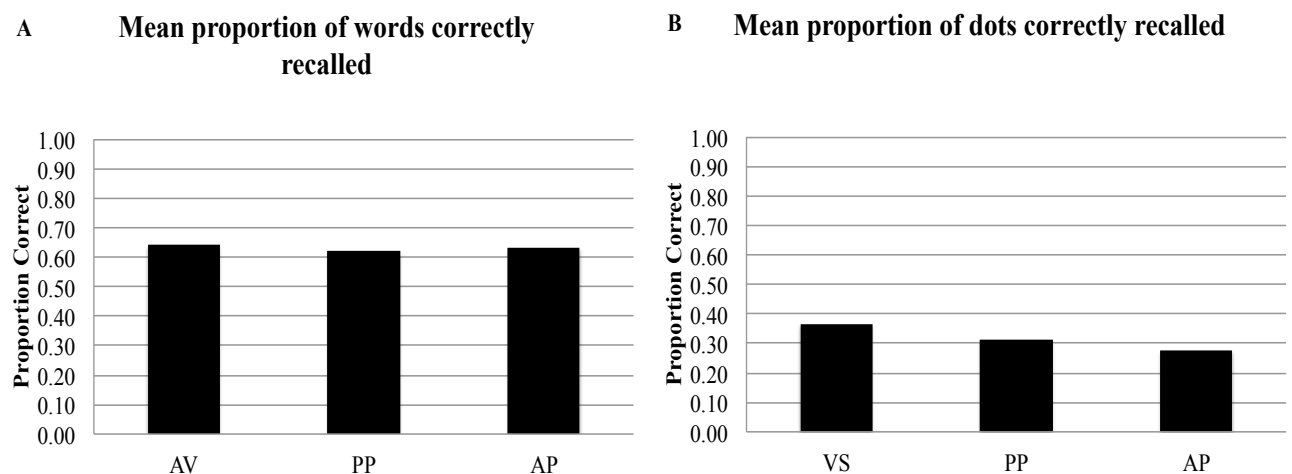 A
Mean proportion of words correctly
recalled
Proportion Correct
1.00
0.90
0.80
0.70
0.60
0.50
0.40
0.30
0.20
0.10
0.00
AV PP AP
B
Mean proportion of dots correctly recalled
Proportion Correct
1.00
0.90
0.80
0.70
0.60
0.50
0.40
0.30
0.20
0.10
0.00
VS PP AP